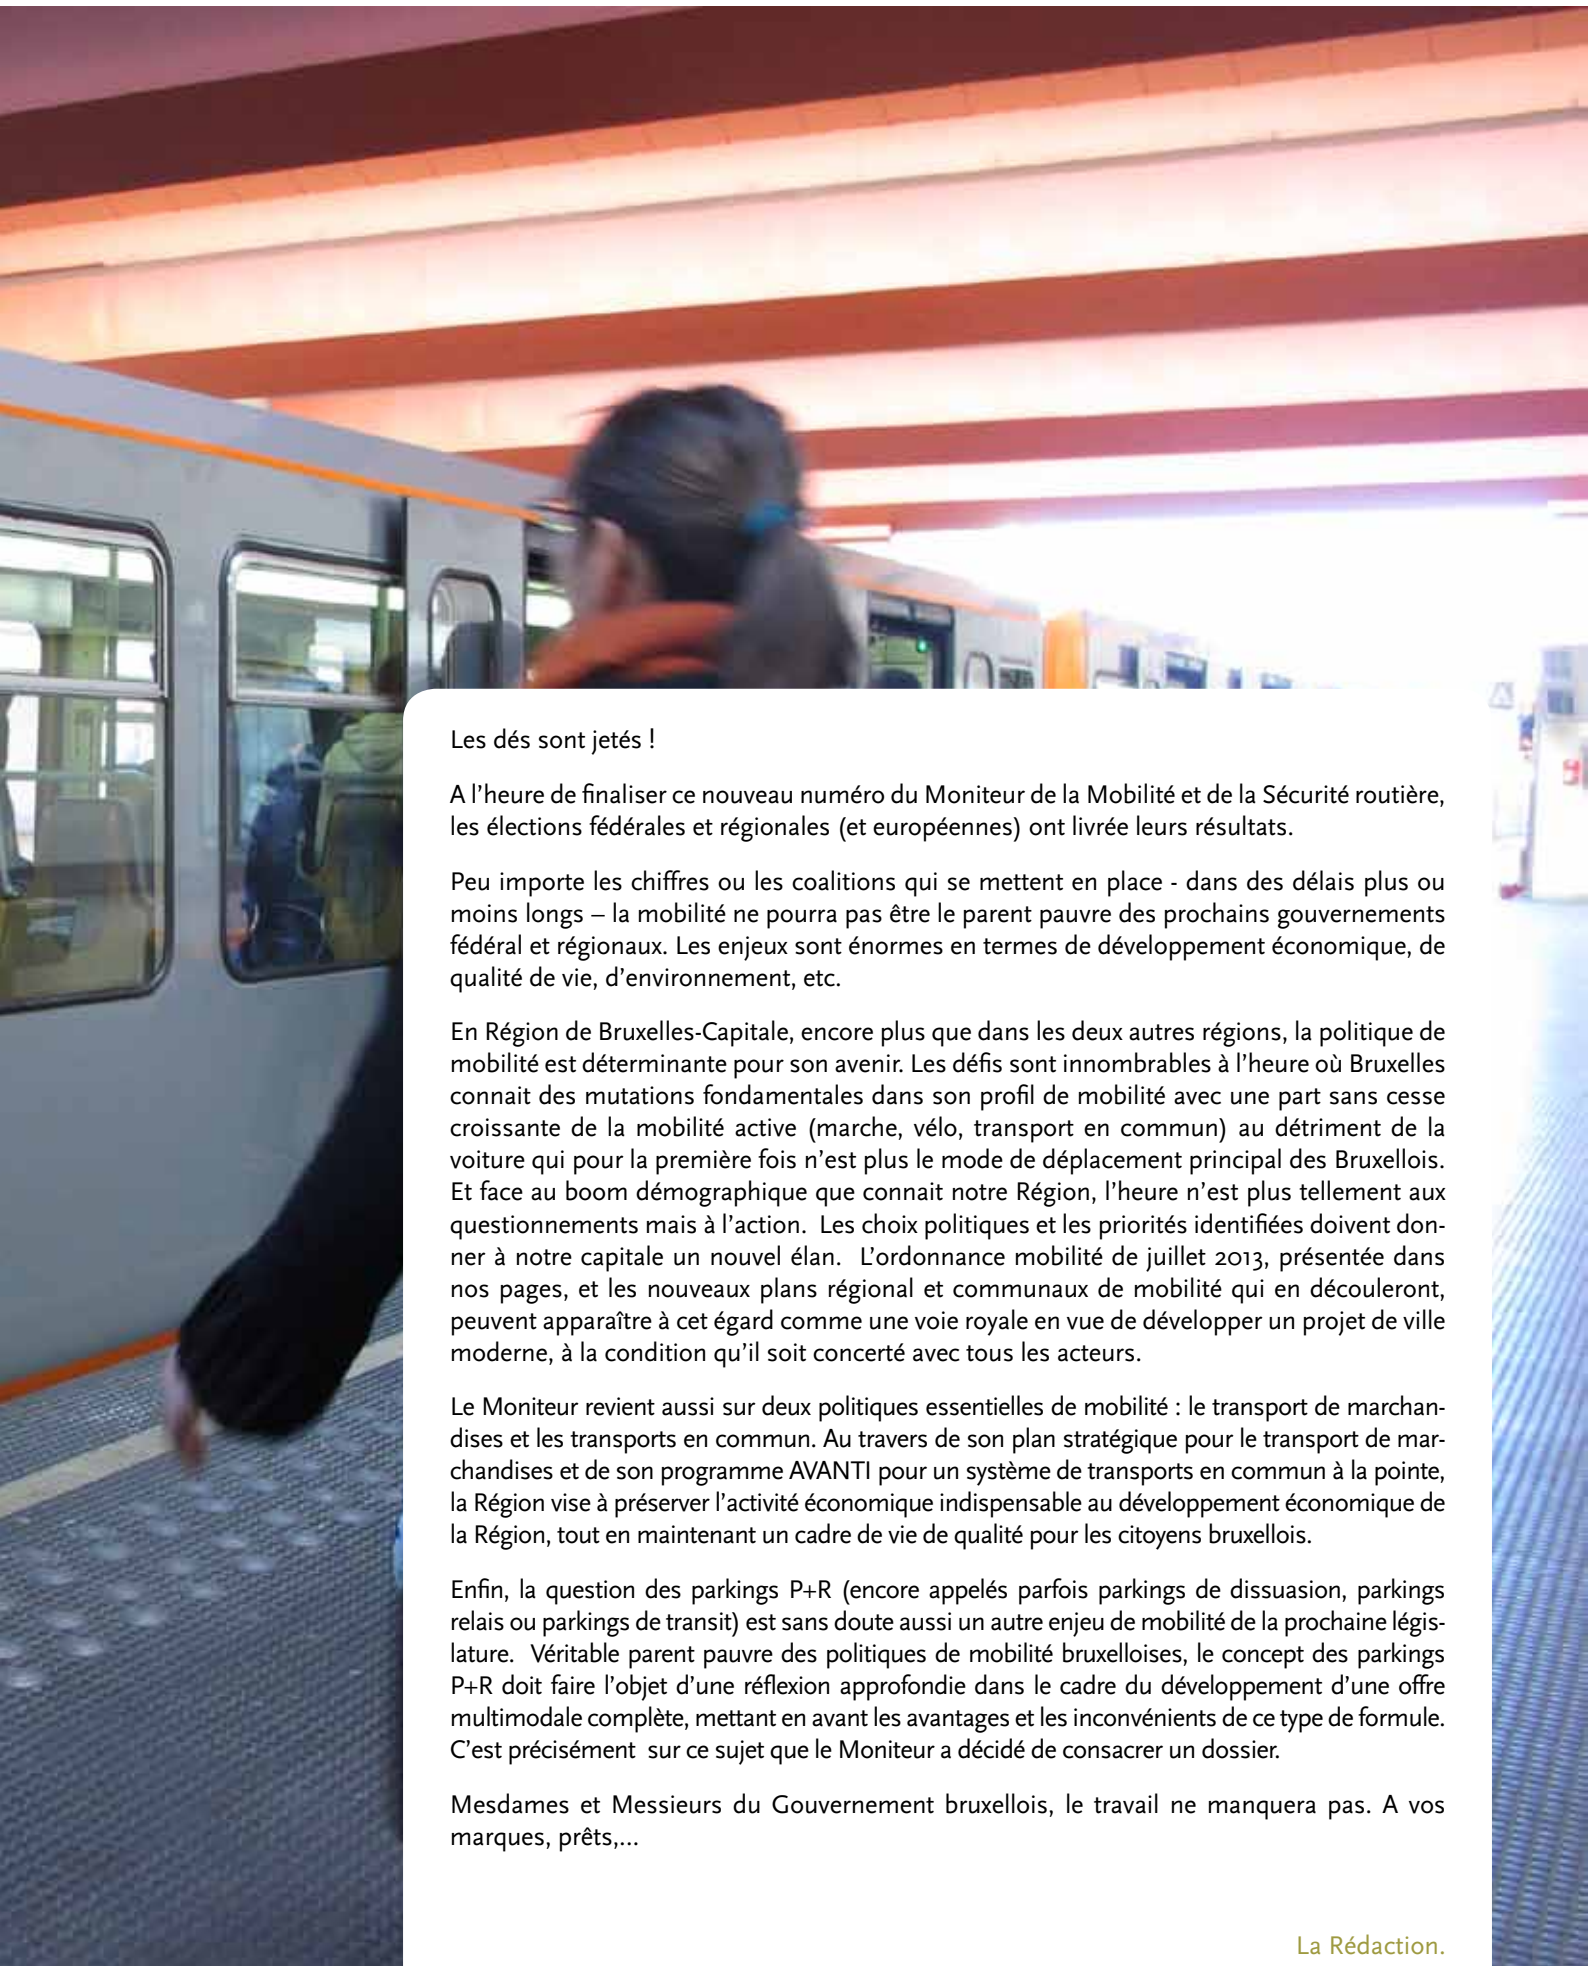 Les dés sont jetés !
A l'heure de finaliser ce nouveau numéro du Moniteur de la Mobilité et de la Sécurité routière,
les élections fédérales et régionales (et européennes) ont livrée leurs résultats.
Peu importe les chiffres ou les coalitions qui se mettent en place - dans des délais plus ou
moins longs – la mobilité ne pourra pas être le parent pauvre des prochains gouvernements
fédéral et régionaux. Les enjeux sont énormes en termes de développement économique, de
qualité de vie, d'environnement, etc.
En Région de Bruxelles-Capitale, encore plus que dans les deux autres régions, la politique de
mobilité est déterminante pour son avenir. Les défis sont innombrables à l'heure où Bruxelles
connait des mutations fondamentales dans son profil de mobilité avec une part sans cesse
croissante de la mobilité active (marche, vélo, transport en commun) au détriment de la
voiture qui pour la première fois n'est plus le mode de déplacement principal des Bruxellois.
Et face au boom démographique que connait notre Région, l'heure n'est plus tellement aux
questionnements mais à l'action.  Les choix politiques et les priorités identifiées doivent don-
ner à notre capitale un nouvel élan.  L'ordonnance mobilité de juillet 2013, présentée dans
nos pages, et les nouveaux plans régional et communaux de mobilité qui en découleront,
peuvent apparaître à cet égard comme une voie royale en vue de développer un projet de ville
moderne, à la condition qu'il soit concerté avec tous les acteurs.
Le Moniteur revient aussi sur deux politiques essentielles de mobilité : le transport de marchan-
dises et les transports en commun. Au travers de son plan stratégique pour le transport de mar-
chandises et de son programme AVANTI pour un système de transports en commun à la pointe,
la Région vise à préserver l'activité économique indispensable au développement économique de
la Région, tout en maintenant un cadre de vie de qualité pour les citoyens bruxellois.
Enfin, la question des parkings P+R (encore appelés parfois parkings de dissuasion, parkings
relais ou parkings de transit) est sans doute aussi un autre enjeu de mobilité de la prochaine légis-
lature.  Véritable parent pauvre des politiques de mobilité bruxelloises, le concept des parkings
P+R doit faire l'objet d'une réflexion approfondie dans le cadre du développement d'une offre
multimodale complète, mettant en avant les avantages et les inconvénients de ce type de formule.
C'est précisément  sur ce sujet que le Moniteur a décidé de consacrer un dossier.
Mesdames et Messieurs du Gouvernement bruxellois, le travail ne manquera pas. A vos
marques, prêts,...
La Rédaction.